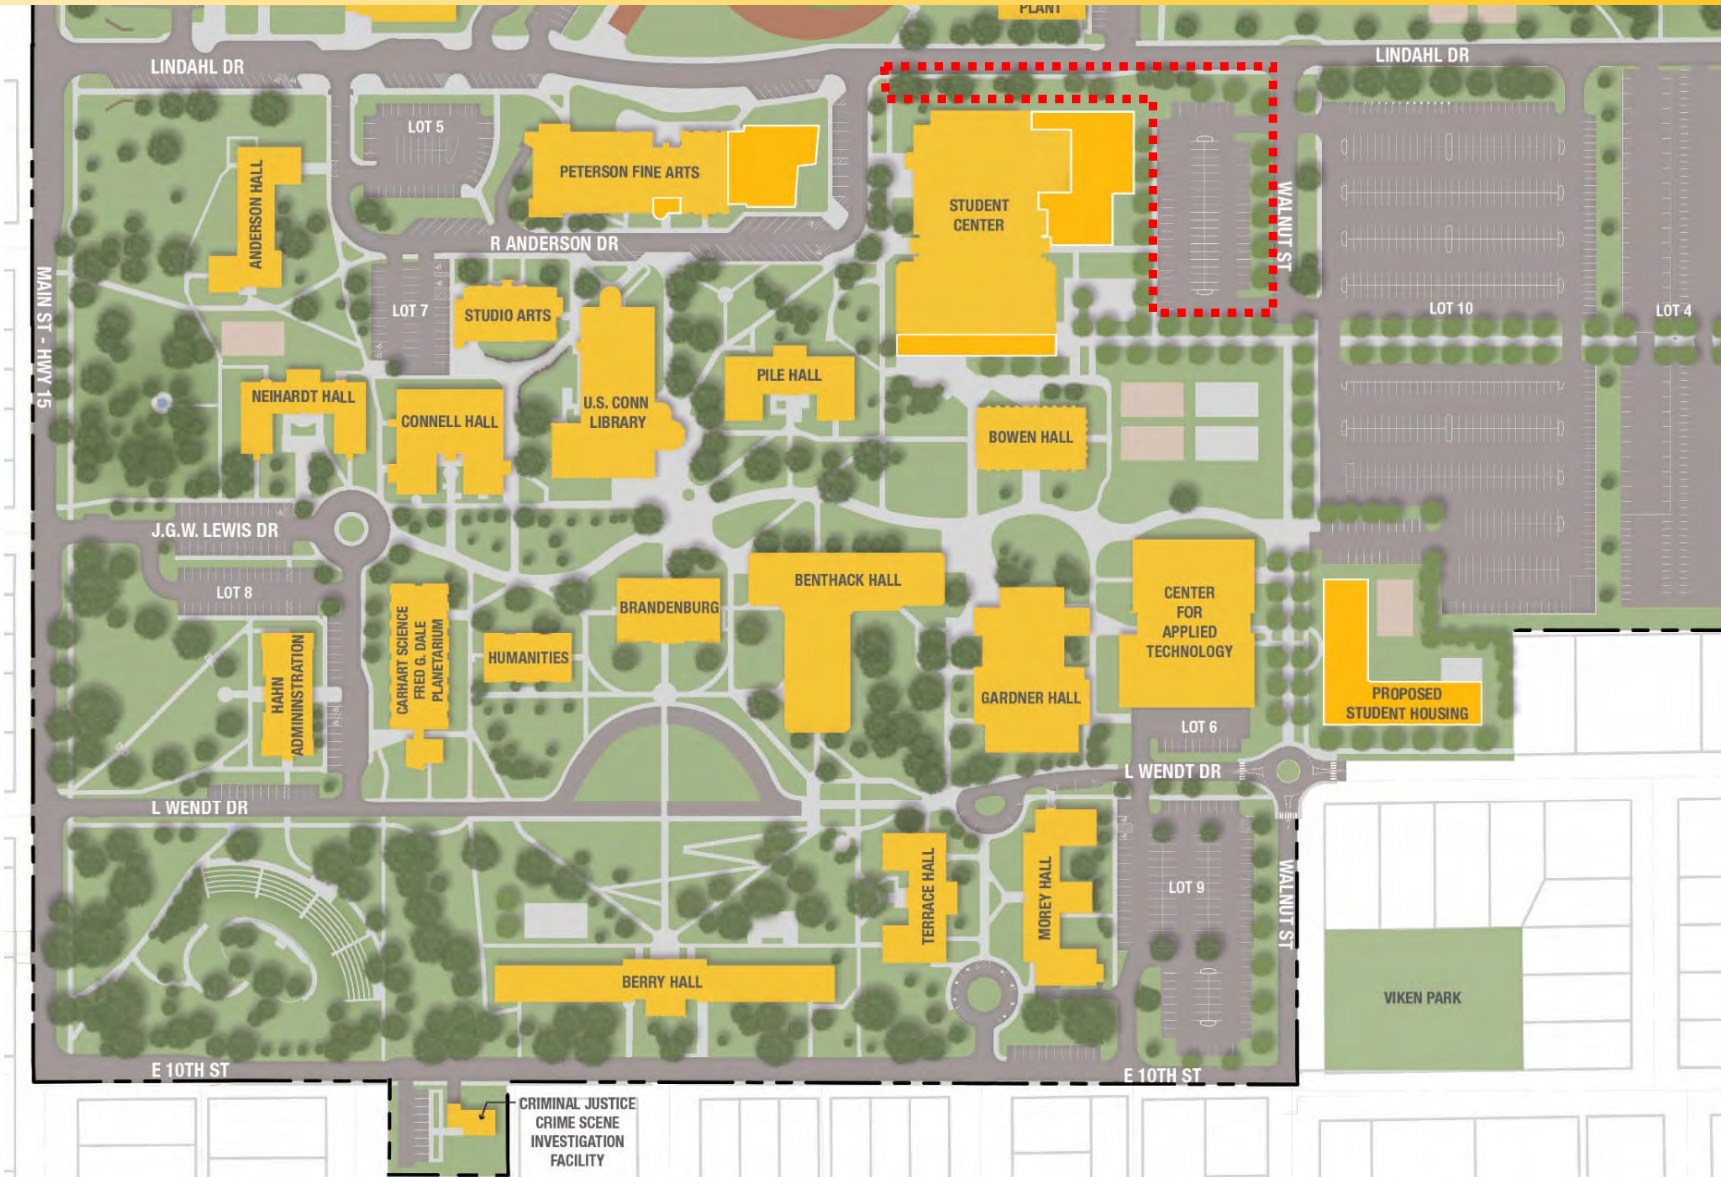 PLANT
LINDAHL DR
LINDAHL DR
LOT 5
PETERSON FINE ARTS
ANDERSON HALL
STUDENT
CENTER
WALNUT ST
R ANDERSON DR
MAIN ST - HWY 15
LOT 7
STUDIO ARTS
LOT 10
LOT 4
PILE HALL
NEIHARDT HALL
CONNELL HALL
U.S. CONN
LIBRARY
BOWEN HALL
J.G.W. LEWIS DR
LOT 8
BENTHACK HALL
BRANDENBURG
CENTER
FOR
APPLIED
TECHNOLOGY
CARHART SCIENCE
FRED G. DALE
PLANETARIUM
HUMANITIES
HAHN
ADMININSTRATION
GARDNER HALL
PROPOSED
STUDENT HOUSING
LOT 6
L WENDT DR
L WENDT DR
TERRACE HALL
MOREY HALL
LOT 9
WALNUT ST
BERRY HALL
VIKEN PARK
E 10TH ST
E 10TH ST
CRIMINAL JUSTICE
CRIME SCENE
INVESTIGATION
FACILITY